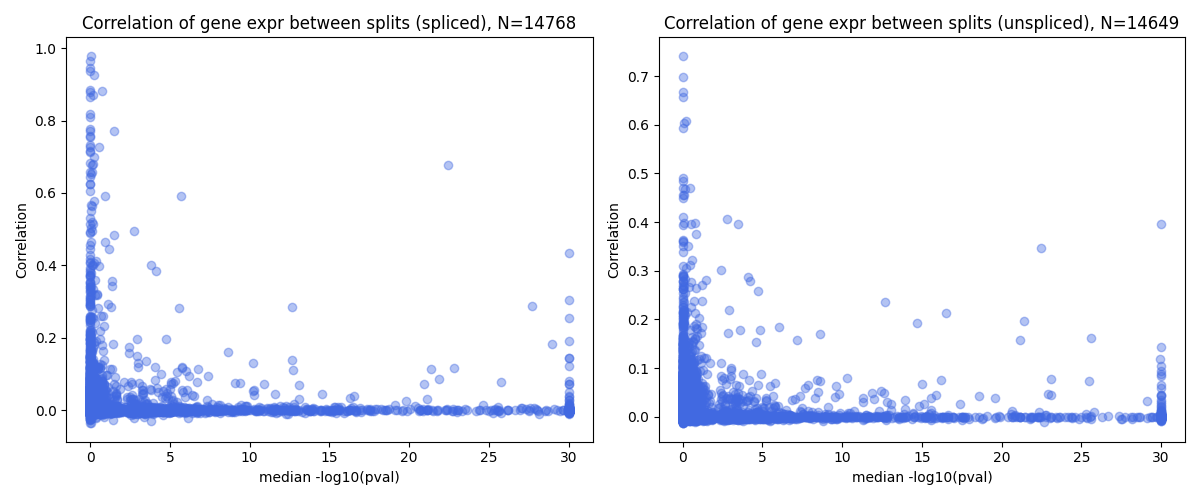 Correlation of gene expr between splits (spliced), N=14768
1.0
0.8
0.6
0.4
0.2
0.0
Correlation
0 5 10 15 20 25 30
median -log10(pval)
Correlation of gene expr between splits (unspliced), N=14649
0.7
0.6
0.5
0.4
0.3
0.2
0.1
0.0
Correlation
0 5 10 15 20 25 30
median -log10(pval)